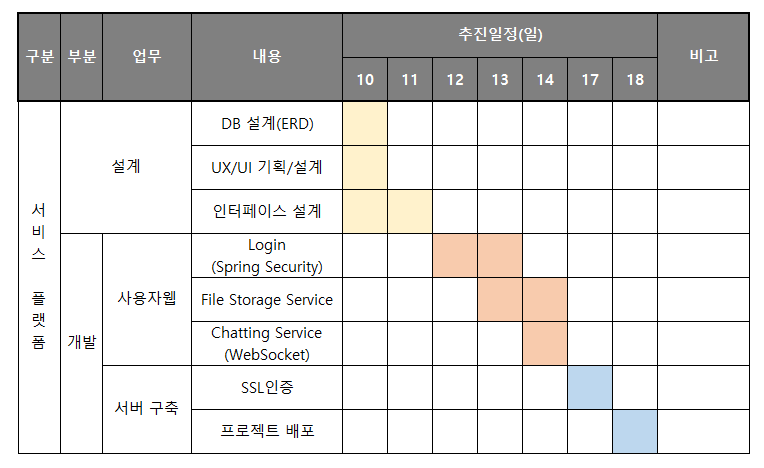 구분 부분 업무 내용 추진일정(일) 비고
10 11 12 13 14 17 18
서비스 플랫폼
설계
DB 설계(ERD)
UX/UI 기획/설계
인터페이스 설계
개발
사용자웹
Login
(Spring Security)
File Storage Service
Chatting Service
(WebSocket)
서버 구축
SSL인증
프로젝트 배포